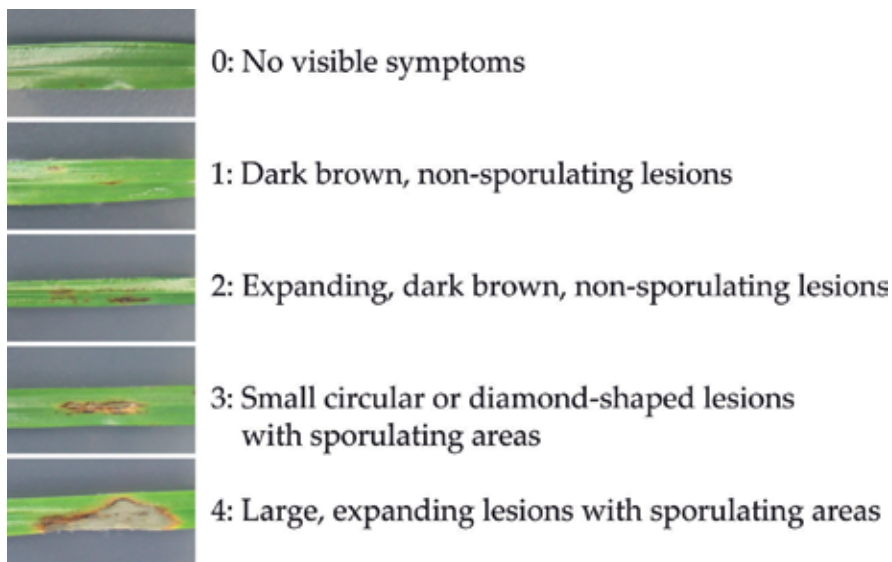 0: No visible symptoms
1: Dark brown, non-sporulating lesions
2: Expanding, dark brown, non-sporulating lesions
3: Small circular or diamond-shaped lesions
with sporulating areas
4: Large, expanding lesions with sporulating areas